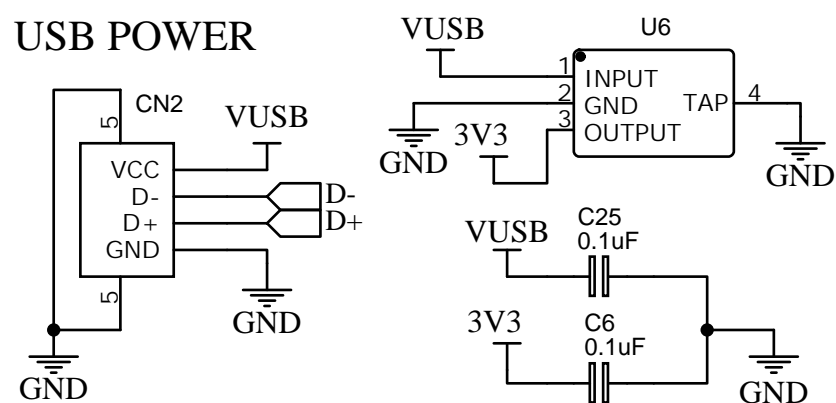 USB POWER
CN2
5
VUSB
VCC
D-
D+
GND
D-
D+
5
GND
GND
VUSB
U6
1
INPUT
2
GND
TAP
4
3
OUTPUT
GND
3V3
GND
VUSB
C25
0.1uF
3V3
C6
0.1uF
GND